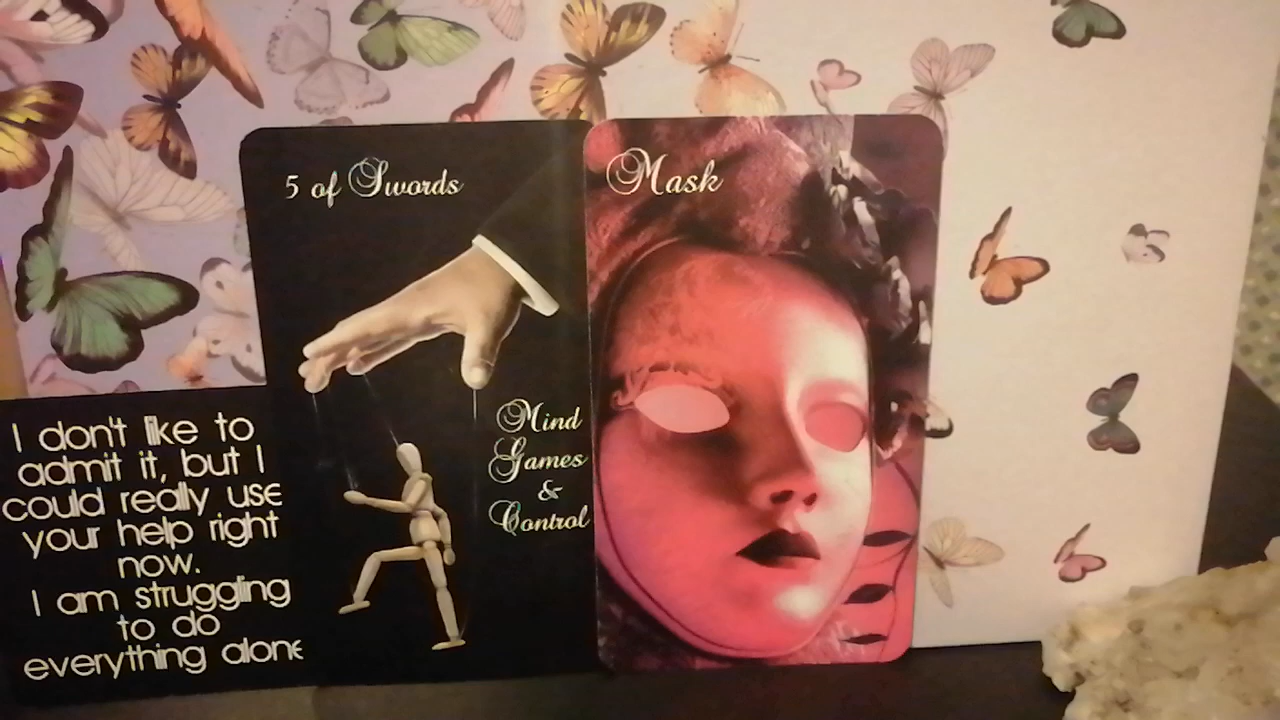 5 of Swords
Mind
Games
&
Control
Mask
I don't like to
admit it, but I
could really use
your help right
now.
I am struggling
to do
everything alone